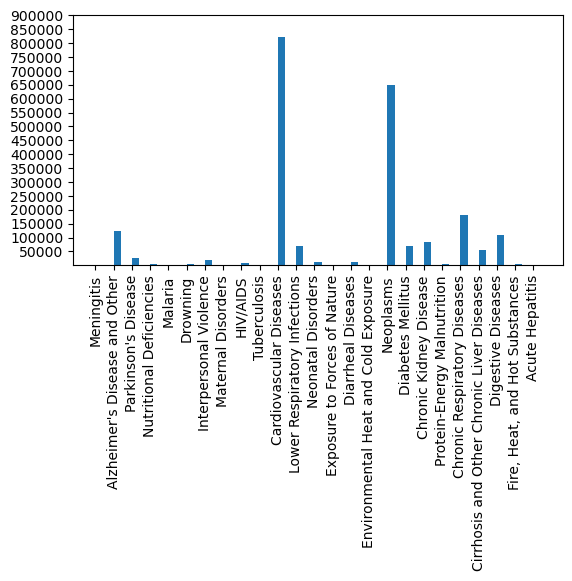 900000
850000
800000
750000
700000
650000
600000
550000
500000
450000
400000
350000
300000
250000
200000
150000
100000
50000
Meningitis
Alzheimer's Disease and Other
Parkinson's Disease
Nutritional Deficiencies
Malaria
Drowning
Interpersonal Violence
Maternal Disorders
HIV/AIDS
Tuberculosis
Cardiovascular Diseases
Lower Respiratory Infections
Neonatal Disorders
Exposure to Forces of Nature
Diarrheal Diseases
Environmental Heat and Cold Exposure
Neoplasms
Diabetes Mellitus
Chronic Kidney Disease
Protein-Energy Malnutrition
Chronic Respiratory Diseases
Cirrhosis and Other Chronic Liver Diseases
Digestive Diseases
Fire, Heat, and Hot Substances
Acute Hepatitis